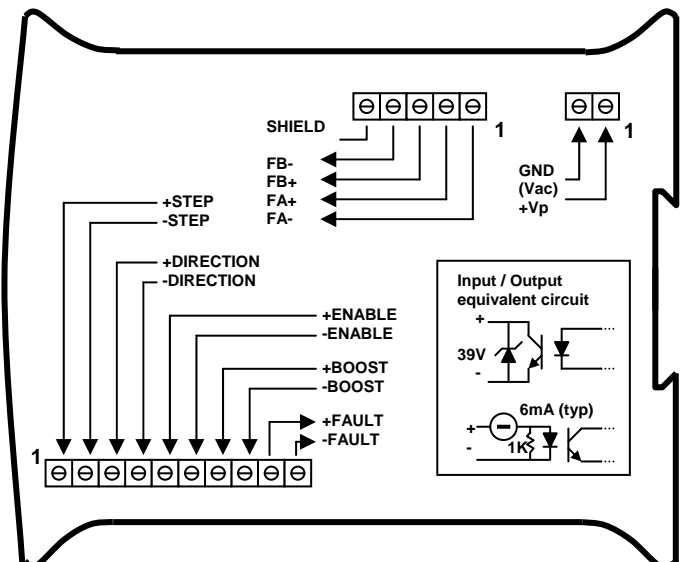 SHIELD
1
FB-
FB+
FA+
FA-
1
GND
(Vac)
+Vp
+STEP
-STEP
+DIRECTION
-DIRECTION
+ENABLE
-ENABLE
+BOOST
-BOOST
+FAULT
-FAULT
1
Input / Output
equivalent circuit
+
39V
-
6mA (typ)
+
-
1K